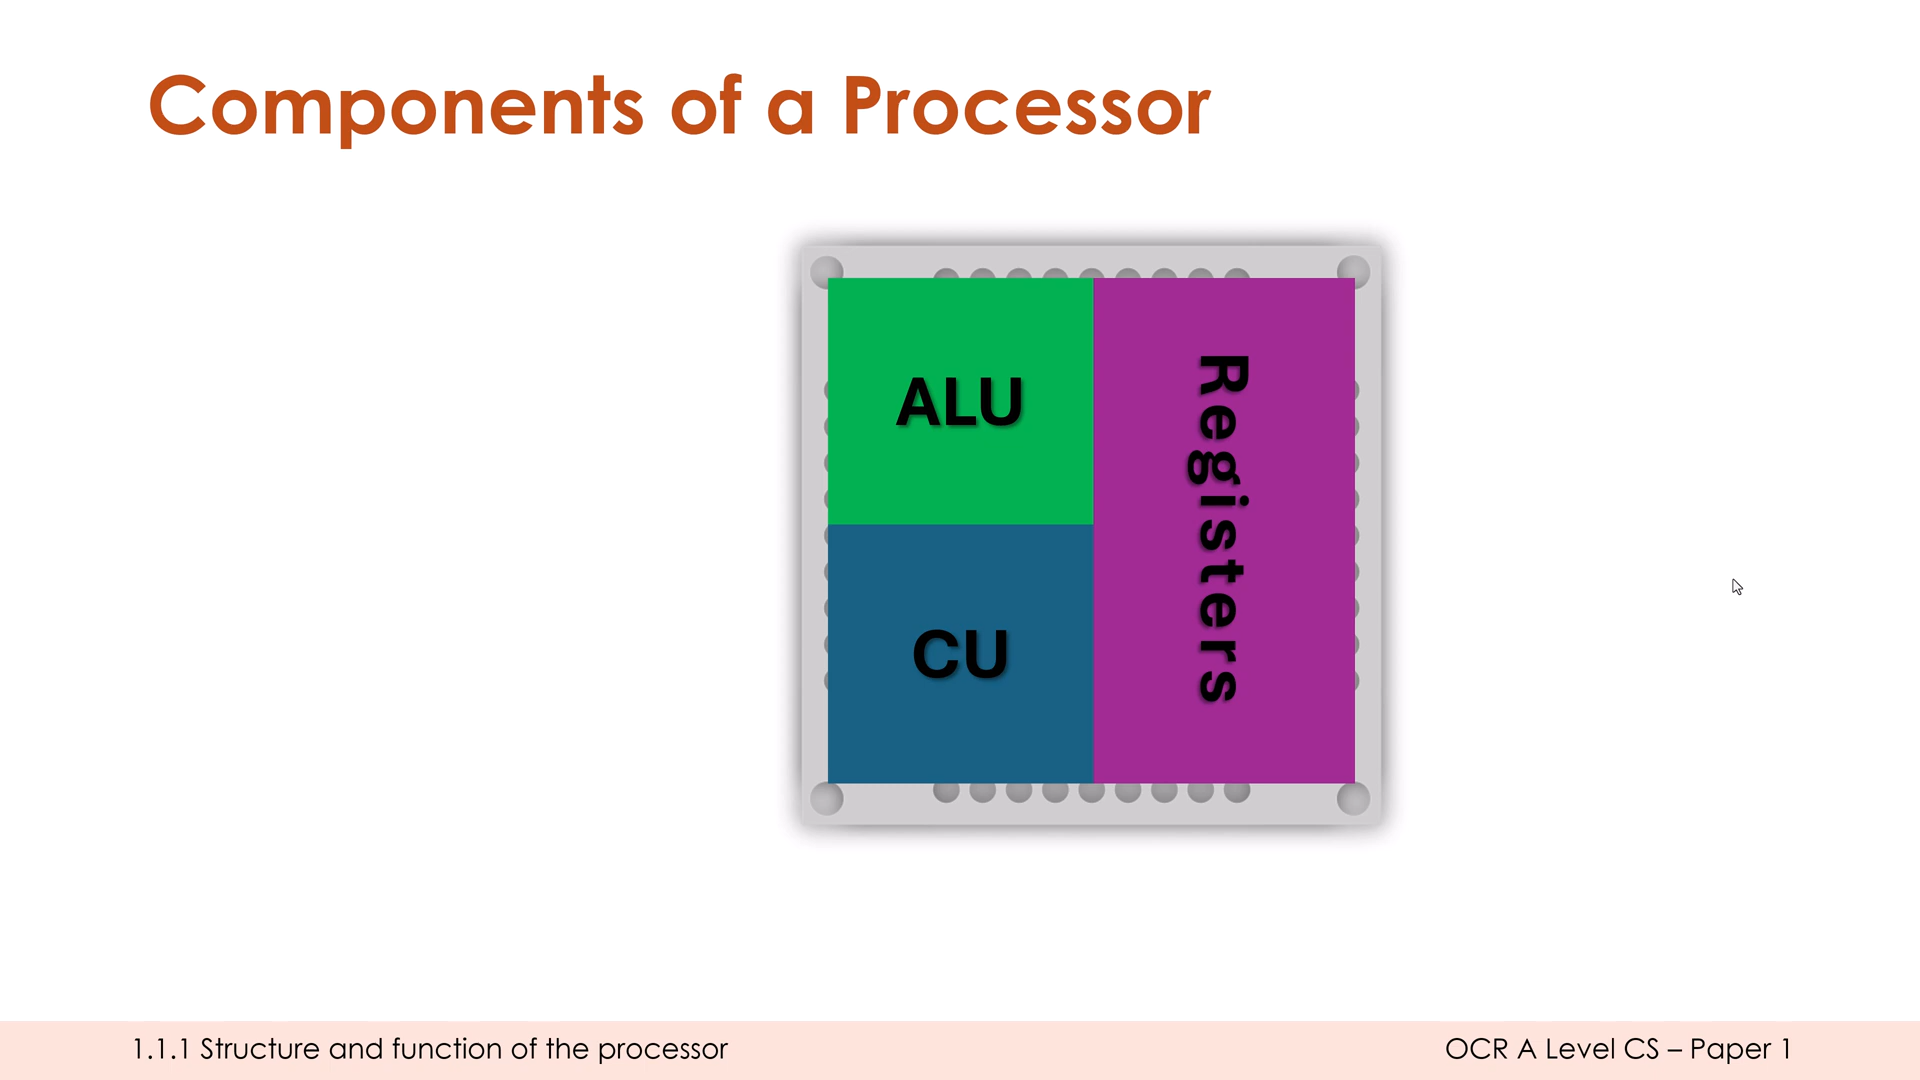 Components of a Processor
ALU
Registers
CU
1.1.1 Structure and function of the processor
OCR A Level CS – Paper 1